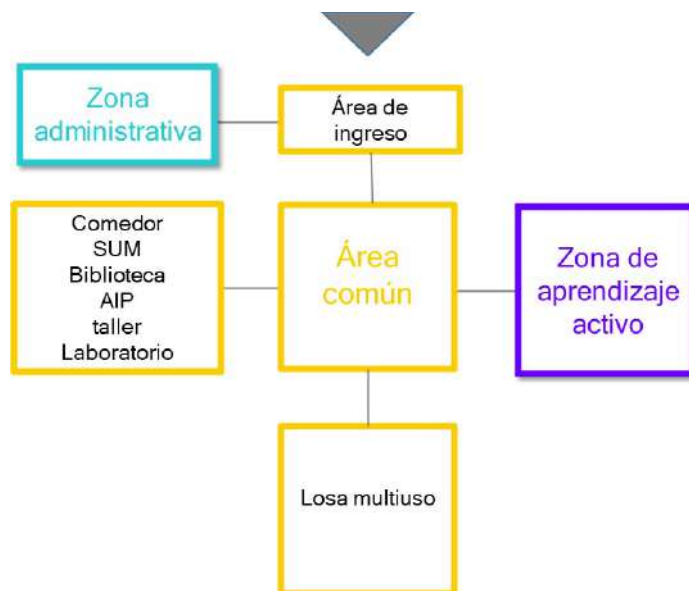 Zona
administrativa
Área de
ingreso
Comedor
SUM
Biblioteca
AIP
taller
Laboratorio
Área
común
Zona de
aprendizaje
activo
Losa multiuso